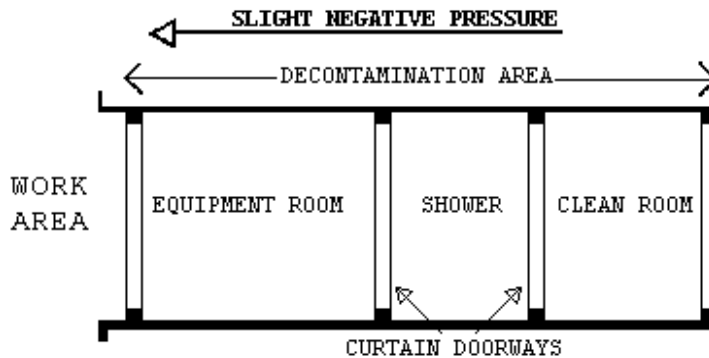 SLIGHT NEGATIVE PRESSURE
DECONTAMINATION AREA
WORK
AREA
EQUIPMENT ROOM
SHOWER
CLEAN ROOM
CURTAIN DOORWAYS